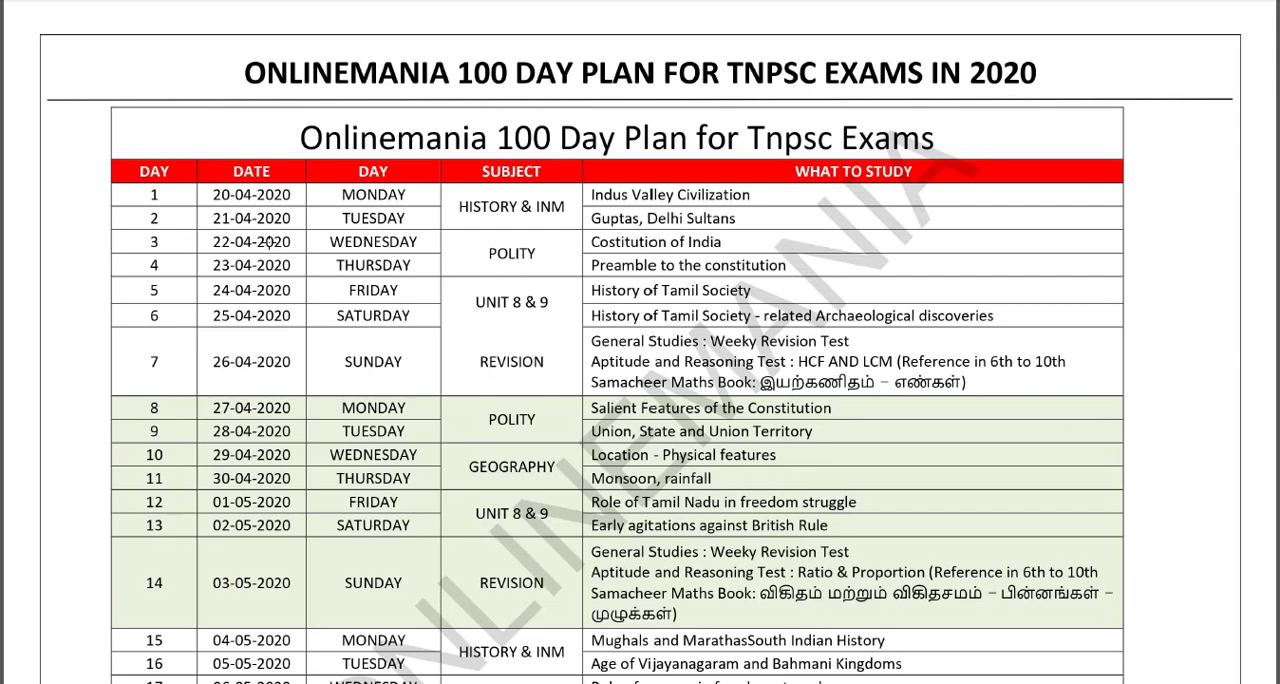 ONLINEMANIA 100 DAY PLAN FOR TNPSC EXAMS IN 2020
Onlinemania 100 Day Plan for Tnpsc Exams
DAY DATE DAY SUBJECT WHAT TO STUDY
1 20-04-2020 MONDAY HISTORY & INM Indus Valley Civilization
2 21-04-2020 TUESDAY Guptas, Delhi Sultans
3 22-04-2020 WEDNESDAY POLITY Costitution of India
4 23-04-2020 THURSDAY Preamble to the constitution
5 24-04-2020 FRIDAY UNIT 8 & 9 History of Tamil Society
6 25-04-2020 SATURDAY History of Tamil Society - related Archaeological discoveries
7 26-04-2020 SUNDAY REVISION General Studies : Weeky Revision Test
Aptitude and Reasoning Test : HCF AND LCM (Reference in 6th to 10th
Samacheer Maths Book: இயற்கணிதம் – எண்கள்)
8 27-04-2020 MONDAY POLITY Salient Features of the Constitution
9 28-04-2020 TUESDAY Union, State and Union Territory
10 29-04-2020 WEDNESDAY GEOGRAPHY Location - Physical features
11 30-04-2020 THURSDAY Monsoon, rainfall
12 01-05-2020 FRIDAY UNIT 8 & 9 Role of Tamil Nadu in freedom struggle
13 02-05-2020 SATURDAY Early agitations against British Rule
14 03-05-2020 SUNDAY REVISION General Studies : Weeky Revision Test
Aptitude and Reasoning Test : Ratio & Proportion (Reference in 6th to 10th
Samacheer Maths Book: விகிதம் மற்றும் விகிதசமம் – பின்னங்கள் –
முழுக்கள்)
15 04-05-2020 MONDAY HISTORY & INM Mughals and MarathasSouth Indian History
16 05-05-2020 TUESDAY Age of Vijayanagaram and Bahmani Kingdoms
ONLINEMANIA